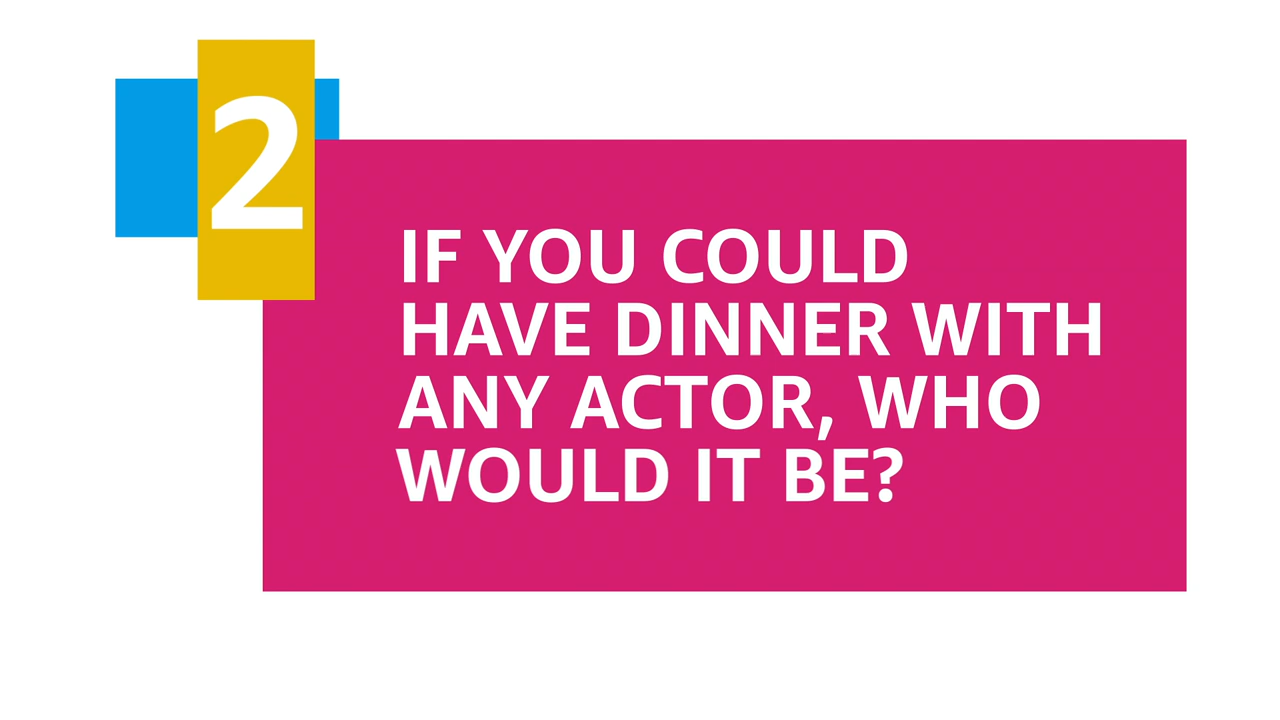 2
IF YOU COULD
HAVE DINNER WITH
ANY ACTOR, WHO
WOULD IT BE?